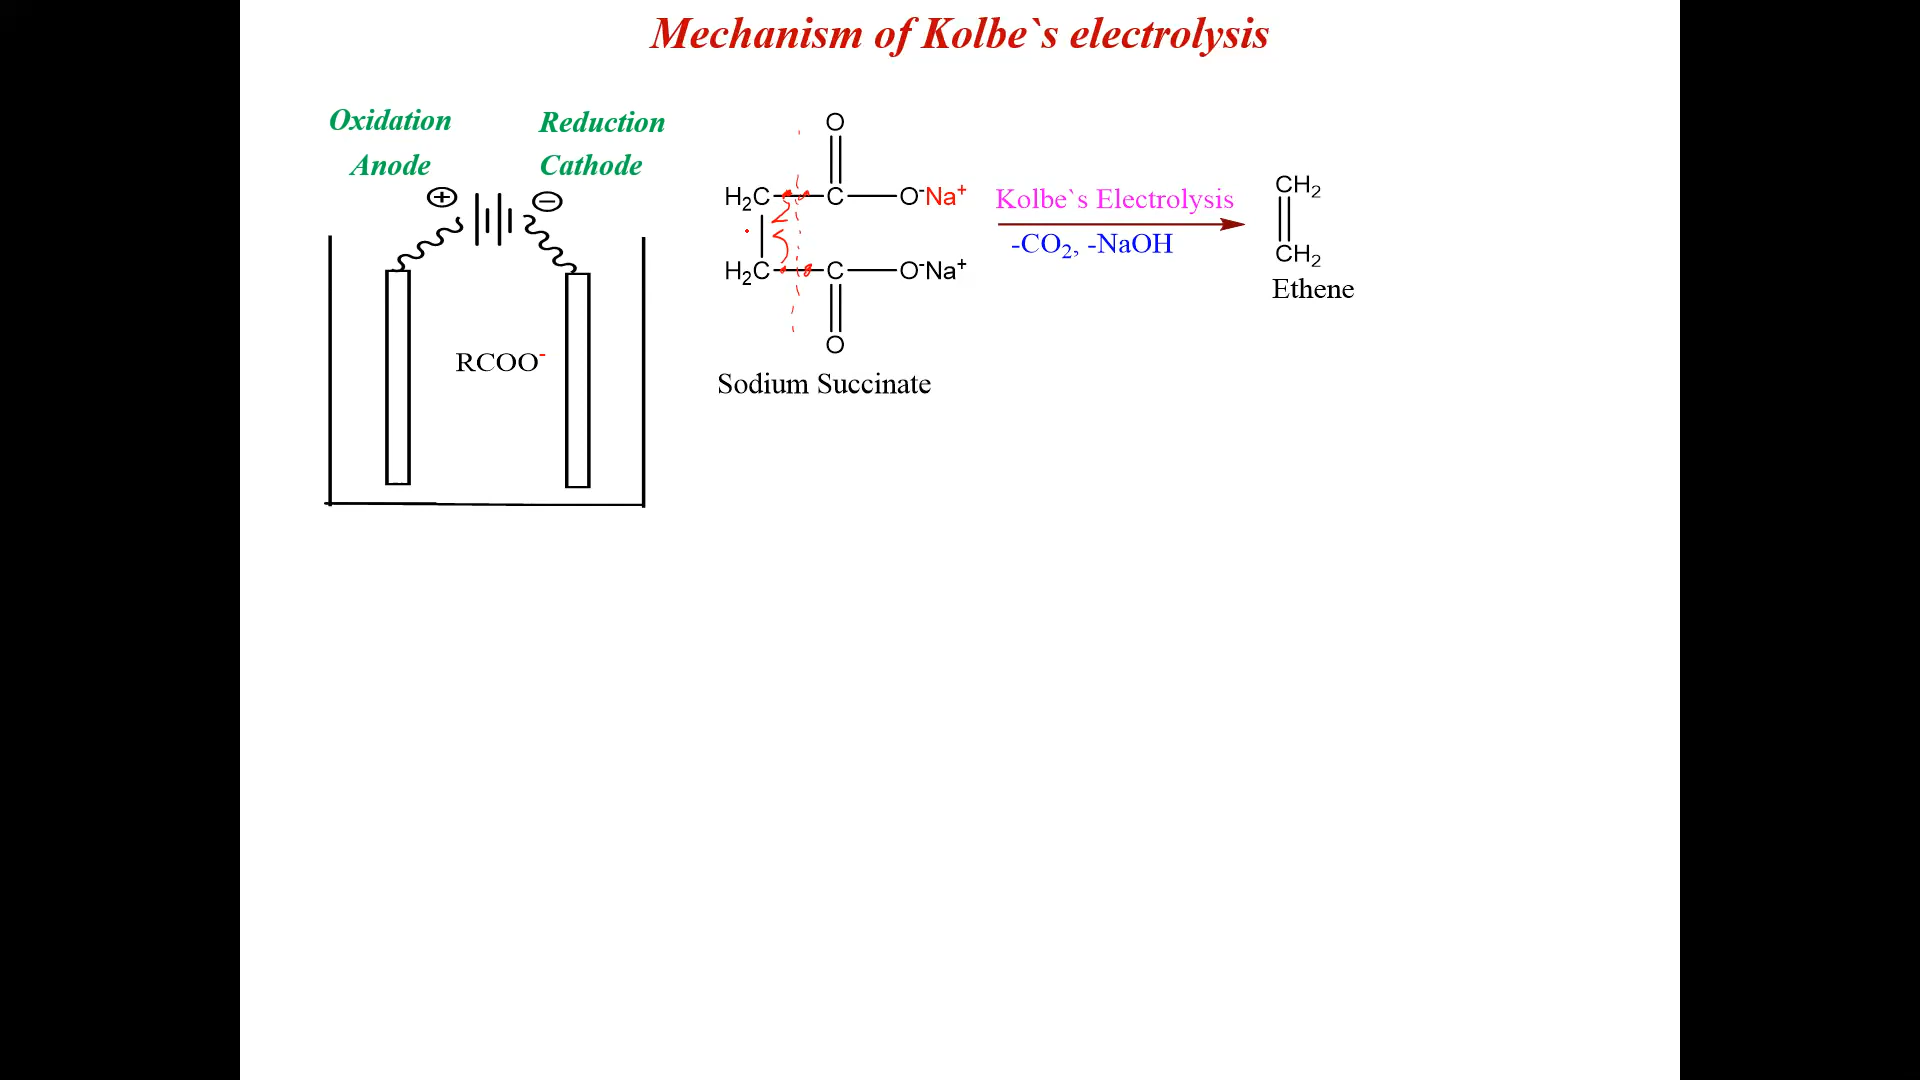 Mechanism of Kolbe`s electrolysis
Oxidation
Anode
Reduction
Cathode
+
−
RCOO⁻
O
H₂C C O⁻Na⁺
H₂C C O⁻Na⁺
O
Sodium Succinate
Kolbe`s Electrolysis
-CO₂, -NaOH
CH₂
CH₂
Ethene